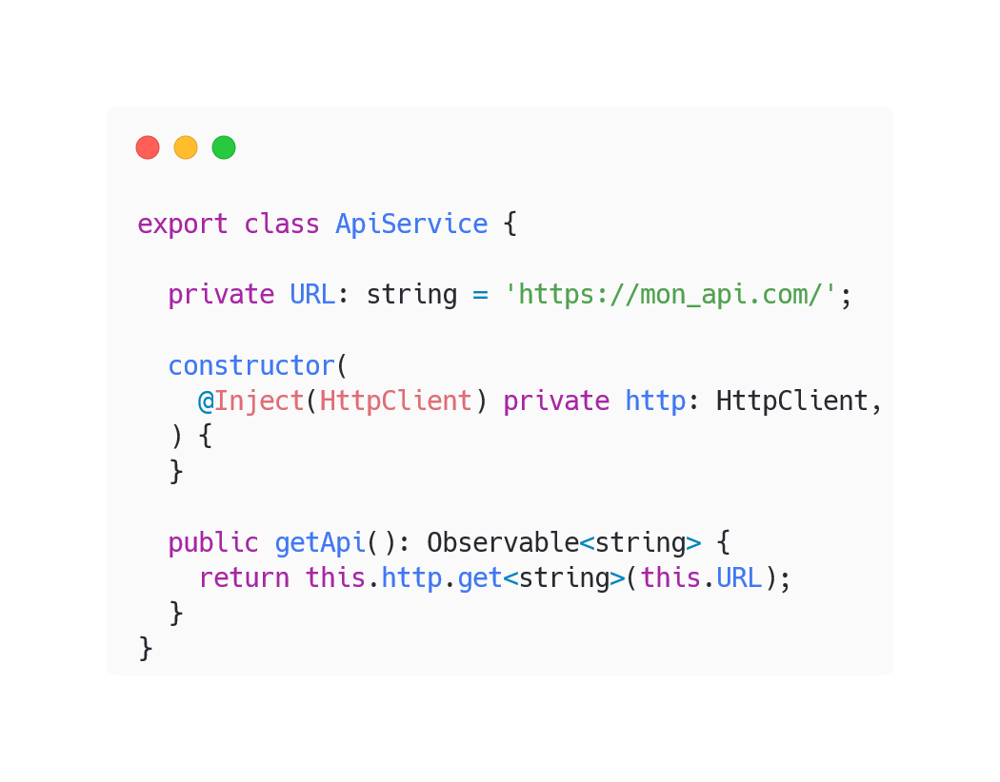 export class ApiService {
private URL: string = 'https://mon_api.com/';
constructor(
@Inject(HttpClient) private http: HttpClient,
) {
}
public getApi(): Observable<string> {
return this.http.get<string>(this.URL);
}
}